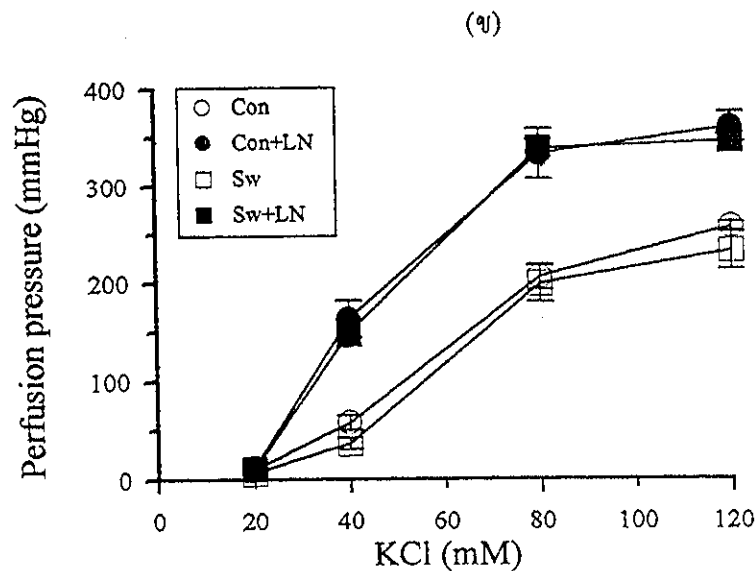 (ข)
400
300
200
100
0
Perfusion pressure (mmHg)
Con
Con+LN
Sw
Sw+LN
0 20 40 60 80 100 120
KCl (mM)